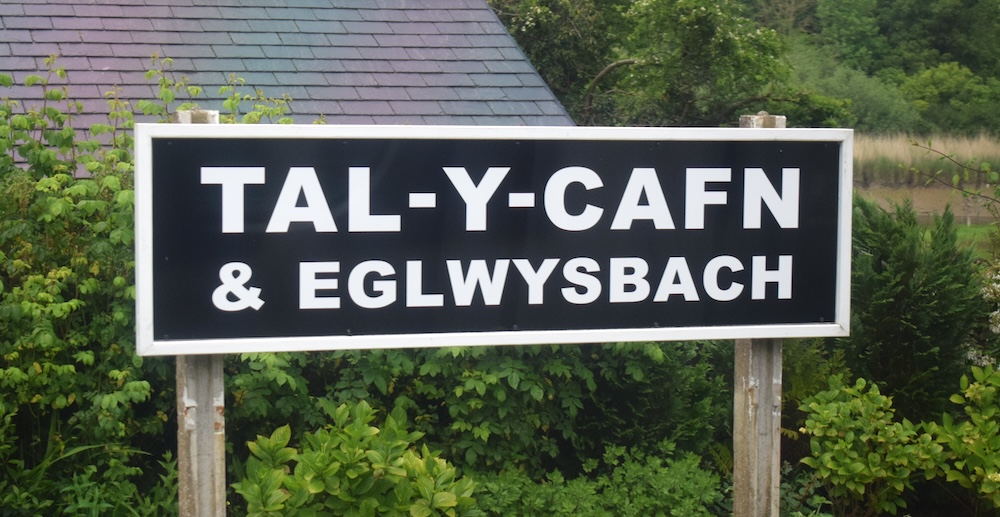 TAL-Y-CAFN
& EGLWYSBACH